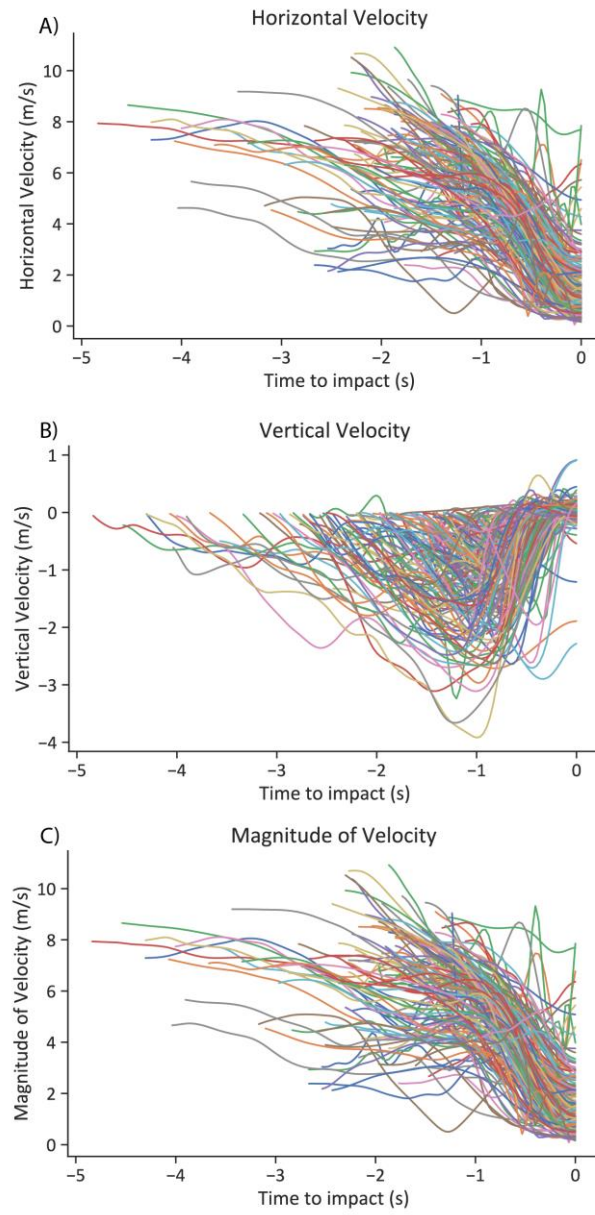 A)
Horizontal Velocity
Horizontal Velocity (m/s)
10
8
6
4
2
0
−5 −4 −3 −2 −1 0
Time to impact (s)
B)
Vertical Velocity
Vertical Velocity (m/s)
1
0
−1
−2
−3
−4
−5 −4 −3 −2 −1 0
Time to impact (s)
C)
Magnitude of Velocity
Magnitude of Velocity (m/s)
10
8
6
4
2
0
−5 −4 −3 −2 −1 0
Time to impact (s)